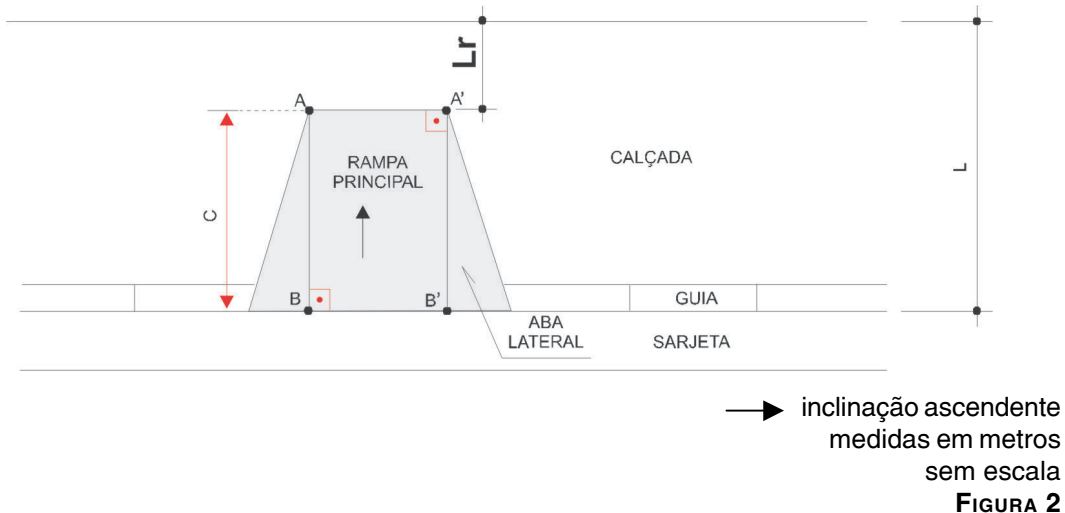 Lr
A
A'
RAMPA
PRINCIPAL
CALÇADA
L
C
B
B'
GUIA
ABA
LATERAL
SARJETA
inclinação ascendente
medidas em metros
sem escala
FIGURA 2